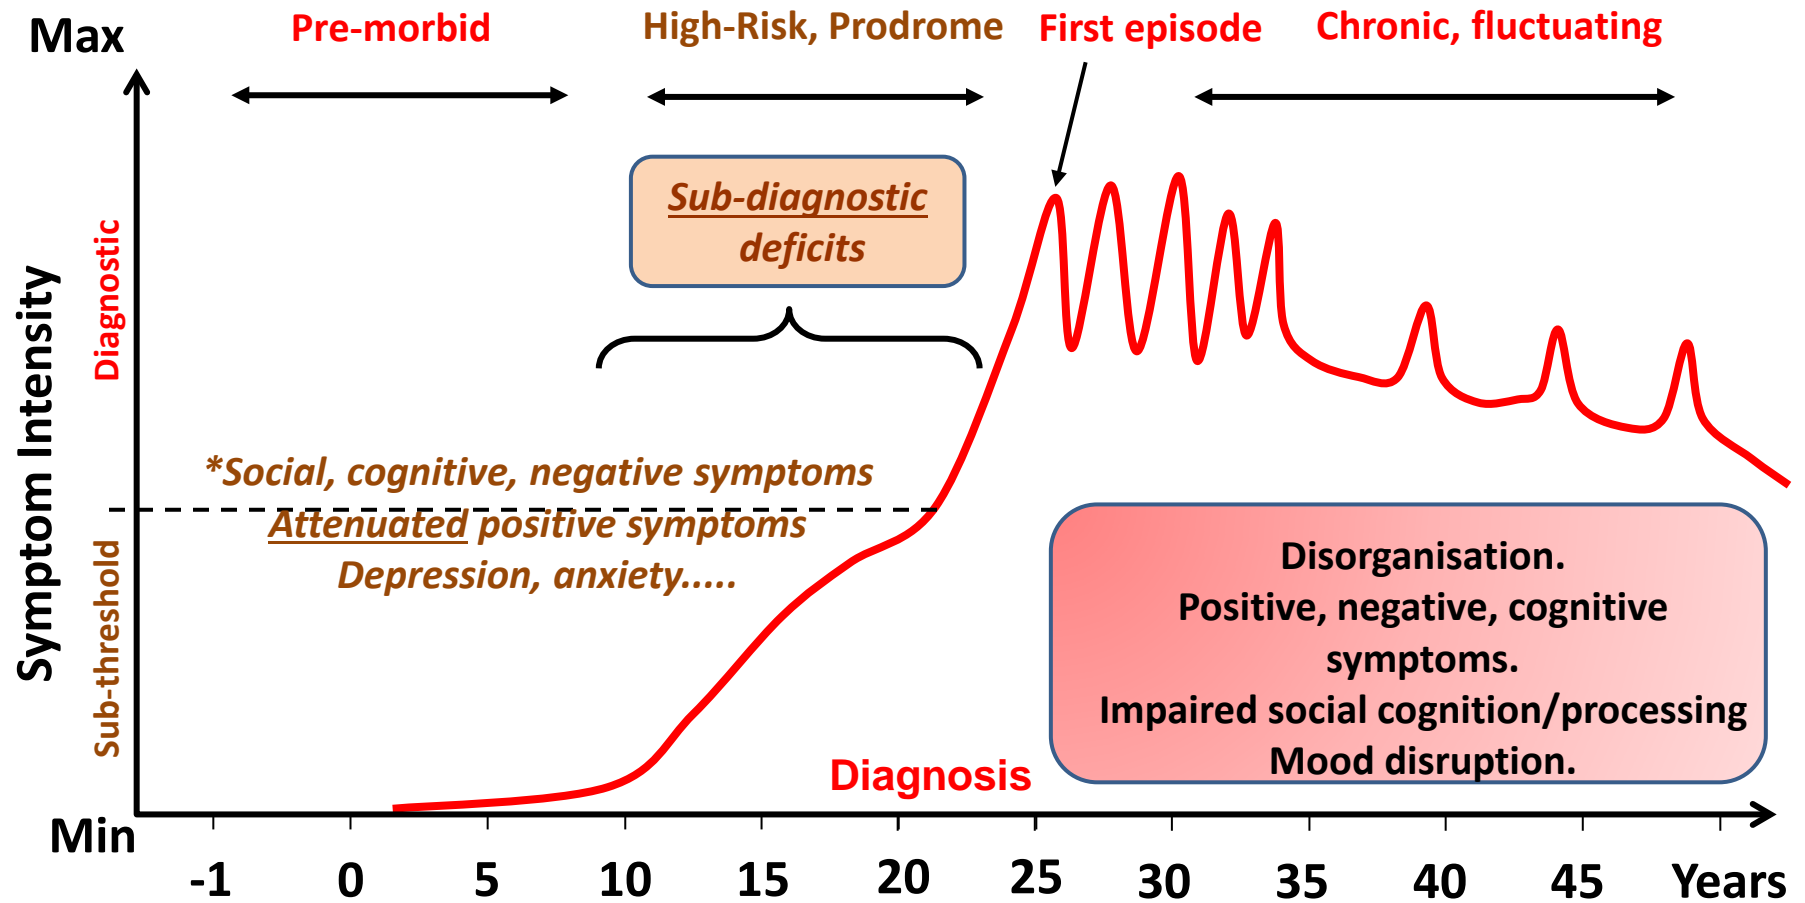 Max
Pre-morbid
High-Risk, Prodrome
First episode
Chronic, fluctuating
Sub-diagnostic
deficits
Symptom Intensity
Diagnostic
Sub-threshold
*Social, cognitive, negative symptoms
Attenuated positive symptoms
Depression, anxiety.....
Disorganisation.
Positive, negative, cognitive
symptoms.
Impaired social cognition/processing
Mood disruption.
Diagnosis
Min
-1 0 5 10 15 20 25 30 35 40 45 Years